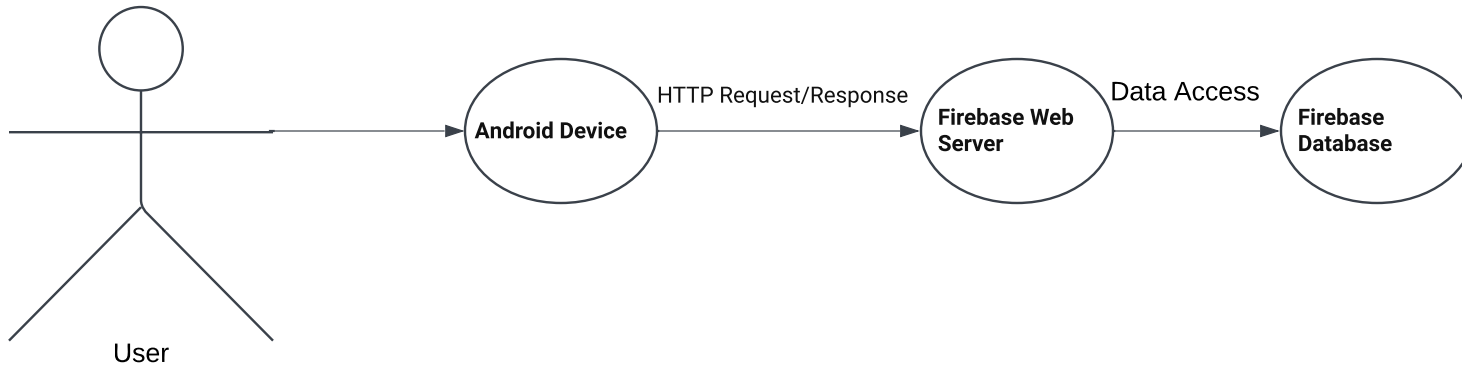 HTTP Request/Response
Data Access
Android Device
Firebase Web
Server
Firebase
Database
User